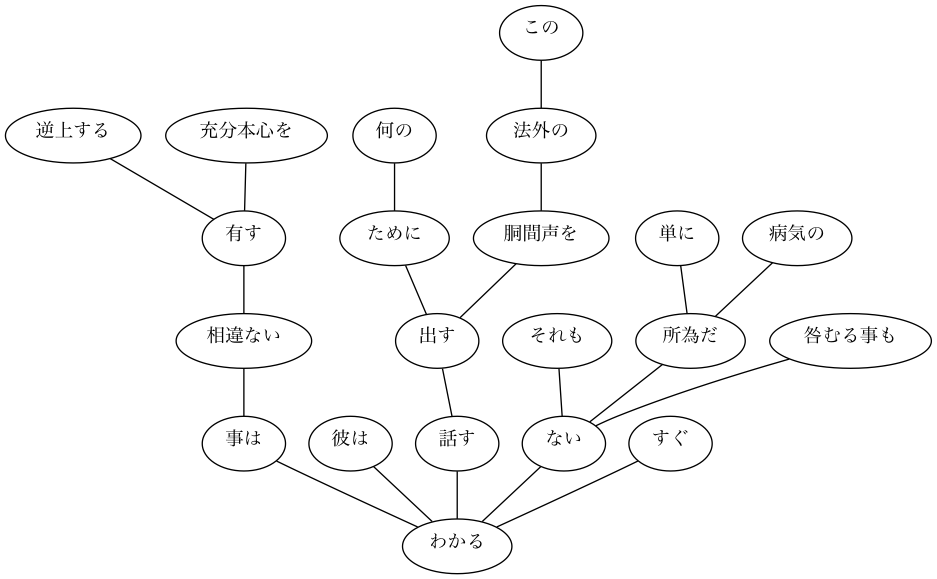 この
逆上する 充分本心を 何の 法外の
有す ために 胴間声を 単に 病気の
相違ない 出す それも 所為だ 咎むる事も
事は 彼は 話す ない すぐ
わかる